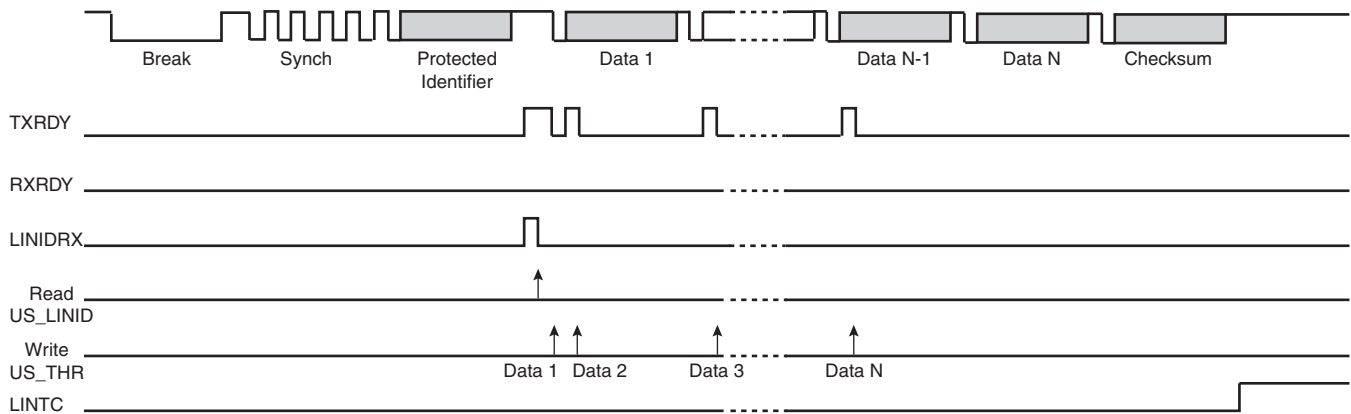 Break Synch Protected Data 1 Data N-1 Data N Checksum
Identifier
TXRDY
RXRDY
LINIDRX
Read
US_LINID
Write
US_THR Data 1 Data 2 Data 3 Data N
LINTC